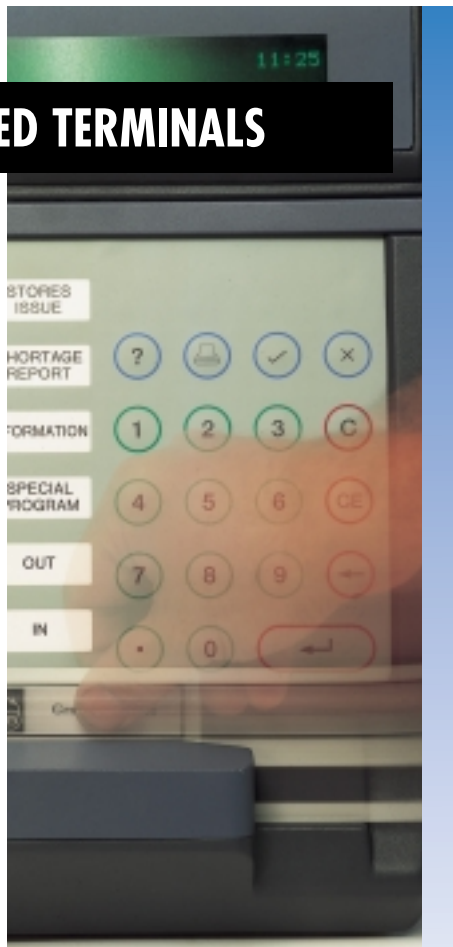 11:25
ED TERMINALS
STORES
ISSUE
HORTAGE
REPORT
? ✓ ×
FORMATION
1 2 3 C
SPECIAL
PROGRAM
4 5 6 CE
OUT
7 8 9 ←
IN
• 0 ↵